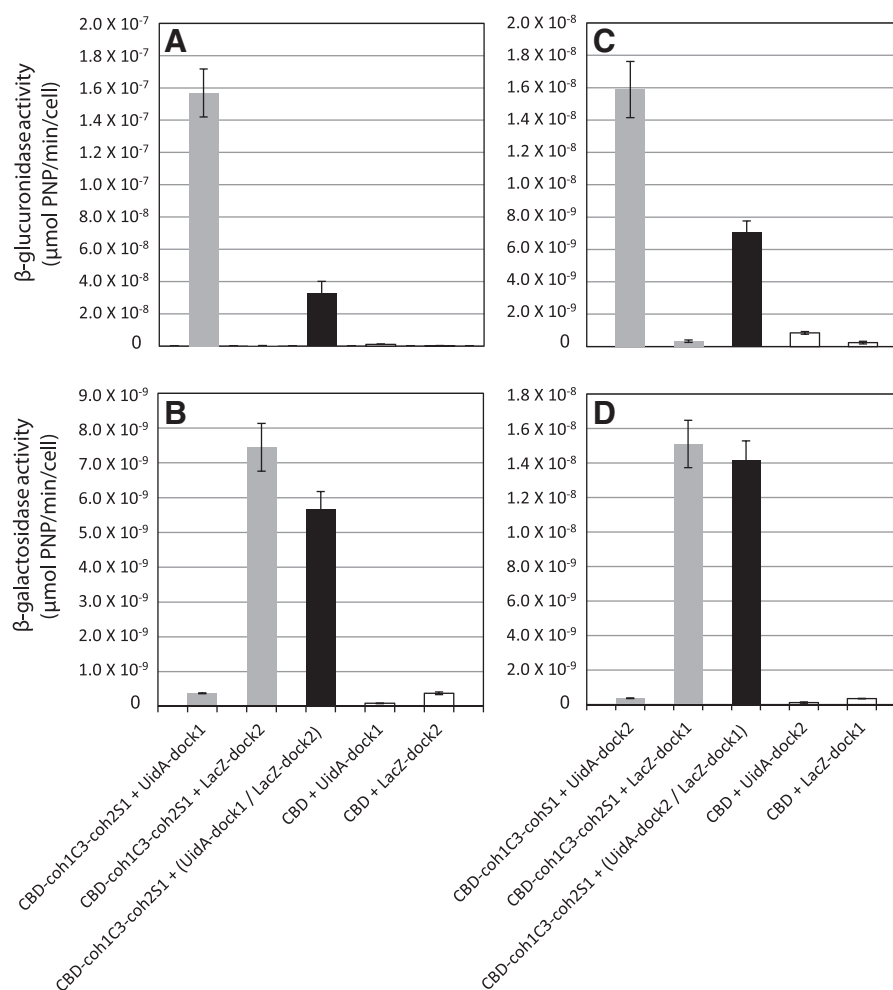 A
β-glucuronidase activity
(μmol PNP/min/cell)
2.0 X 10-7
1.8 X 10-7
1.6 X 10-7
1.4 X 10-7
1.2 X 10-7
1.0 X 10-7
8.0 X 10-8
6.0 X 10-8
4.0 X 10-8
2.0 X 10-8
0
C
2.0 X 10-8
1.8 X 10-8
1.6 X 10-8
1.4 X 10-8
1.2 X 10-8
1.0 X 10-8
8.0 X 10-9
6.0 X 10-9
4.0 X 10-9
2.0 X 10-9
0
B
β-galactosidase activity
(μmol PNP/min/cell)
9.0 X 10-9
8.0 X 10-9
7.0 X 10-9
6.0 X 10-9
5.0 X 10-9
4.0 X 10-9
3.0 X 10-9
2.0 X 10-9
1.0 X 10-9
0
D
1.8 X 10-8
1.6 X 10-8
1.4 X 10-8
1.2 X 10-8
1.0 X 10-8
8.0 X 10-9
6.0 X 10-9
4.0 X 10-9
2.0 X 10-9
0
CBD-coh1C3-coh2S1 + UidA-dock1
CBD-coh1C3-coh2S1 + LacZ-dock2
CBD-coh1C3-coh2S1 + (UidA-dock1 / LacZ-dock2)
CBD + UidA-dock1
CBD + LacZ-dock2
CBD-coh1C3-cohS1 + UidA-dock2
CBD-coh1C3-coh2S1 + LacZ-dock1
CBD-coh1C3-coh2S1 + (UidA-dock2 / LacZ-dock1)
CBD + UidA-dock2
CBD + LacZ-dock1